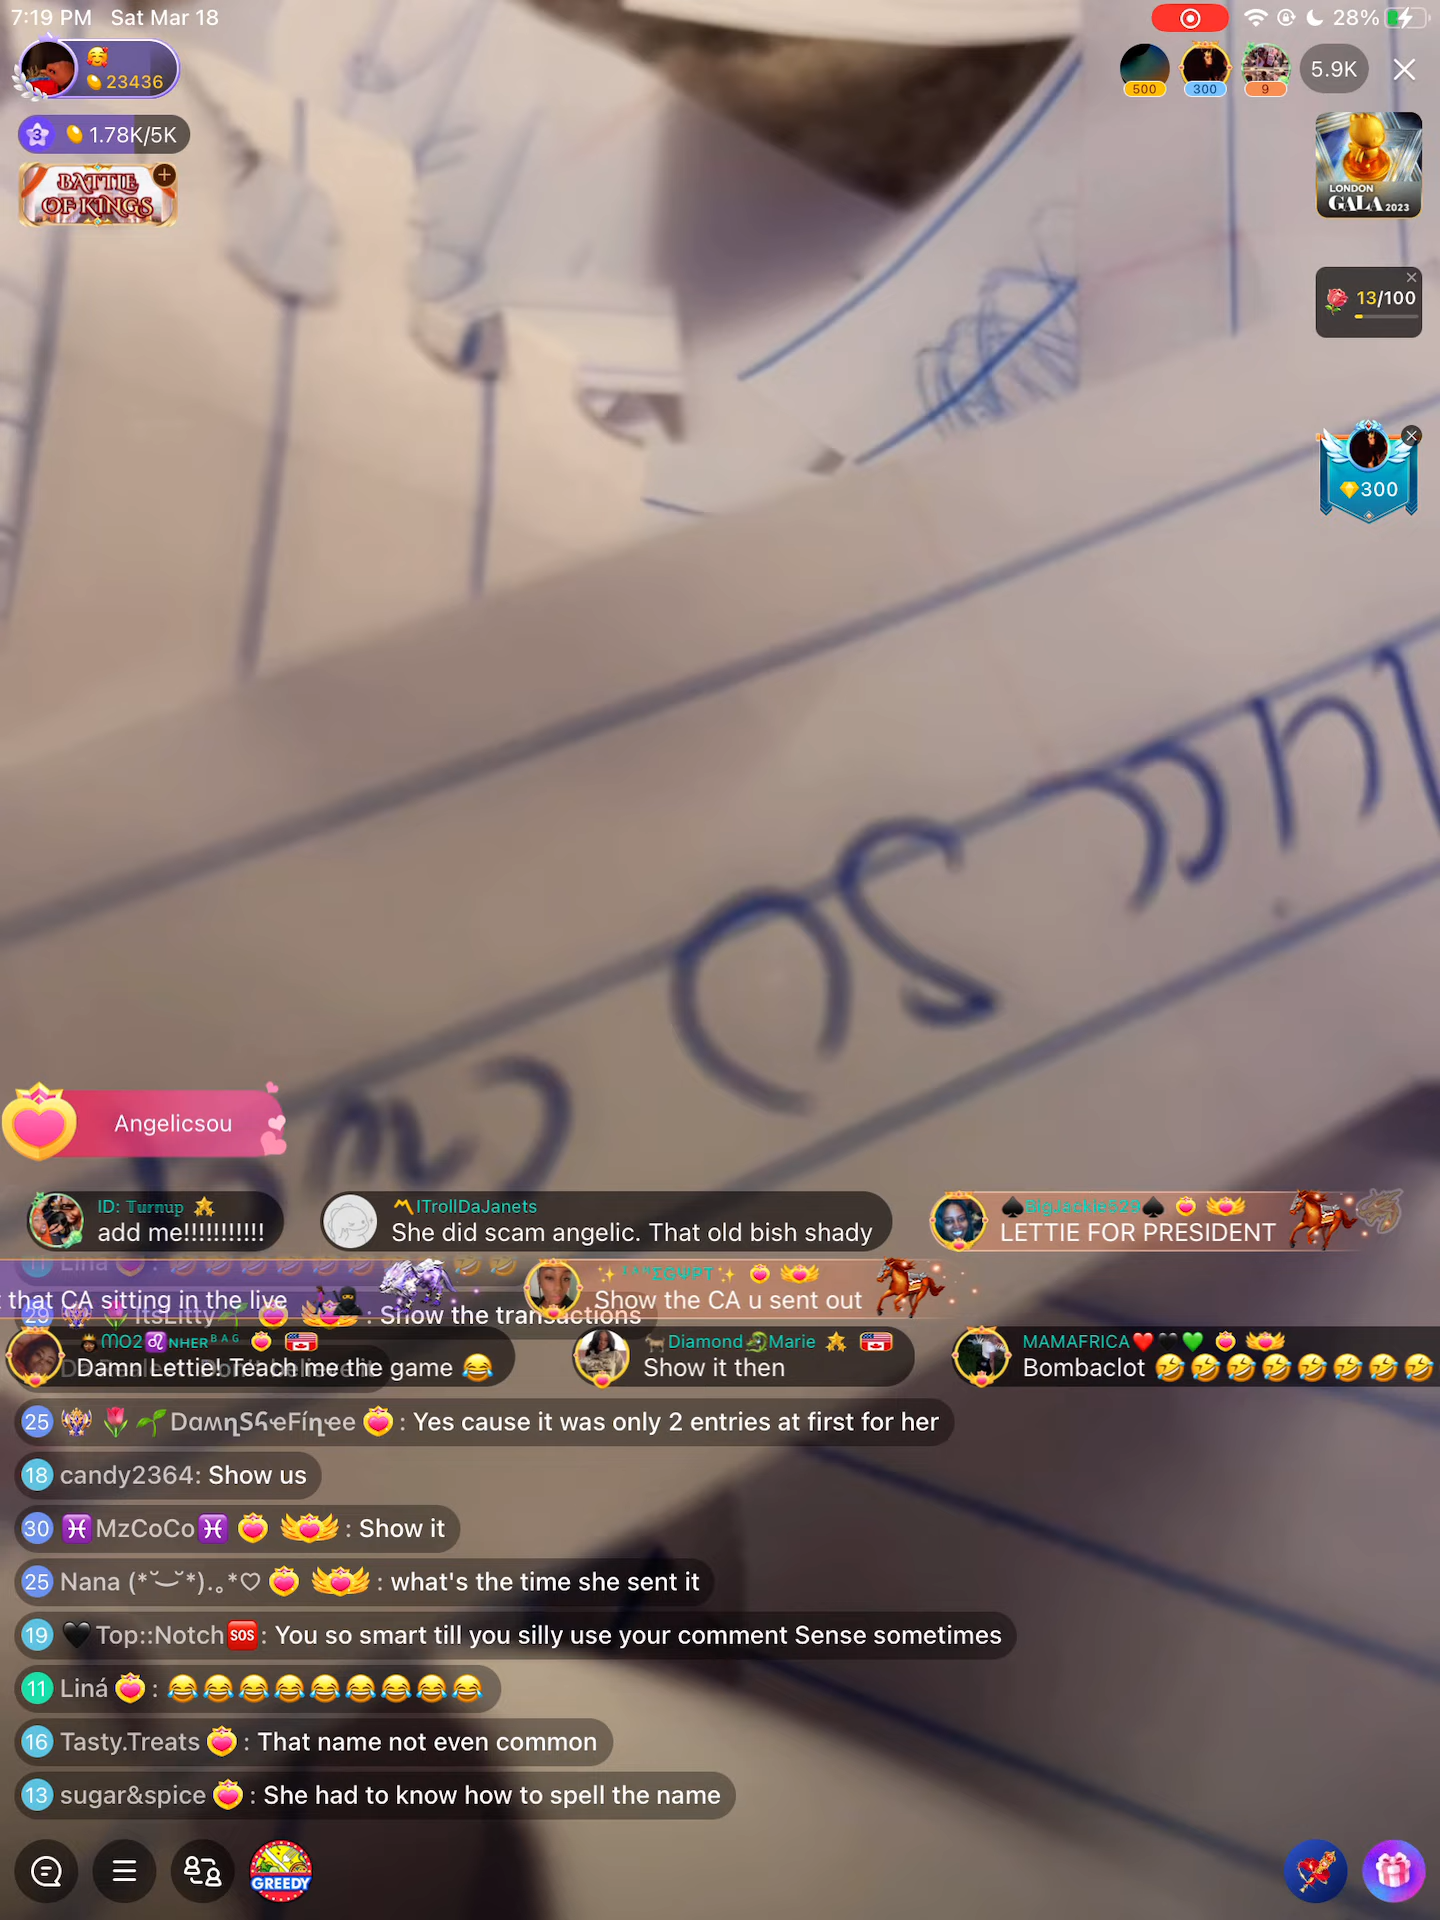 7:19 PM Sat Mar 18
28%
🥰
23436
500
300
9
5.9K
3 1.78K/5K
BATTLE
OF KINGS
LONDON
GALA 2023
13/100
300
Angelicsou
ID: Turnup
add me!!!!!!!!!!!
ITrollDaJanets
She did scam angelic. That old bish shady
♠BigJackie529♠
LETTIE FOR PRESIDENT
11 Liná : 🤣🤣🤣🤣🤣🤣🤣🤣🤣
that CA sitting in the live
Show the CA u sent out
29 ItsLitty : Show the transactions
Damn Lettie! Teach me the game 😂
Diamond Marie
Show it then
MAMAFRICA❤️🖤💚
Bombaclot 🤣🤣🤣🤣🤣🤣🤣🤣
25 🌷🌱DαʍɳSɦeFíɳee : Yes cause it was only 2 entries at first for her
18 candy2364: Show us
30 ♓MzCoCo♓ : Show it
25 Nana (*˘︶˘*).｡*♡ : what's the time she sent it
19 🖤Top::Notch🆘: You so smart till you silly use your comment Sense sometimes
11 Liná : 😂😂😂😂😂😂😂😂😂
16 Tasty.Treats : That name not even common
13 sugar&spice : She had to know how to spell the name
GREEDY